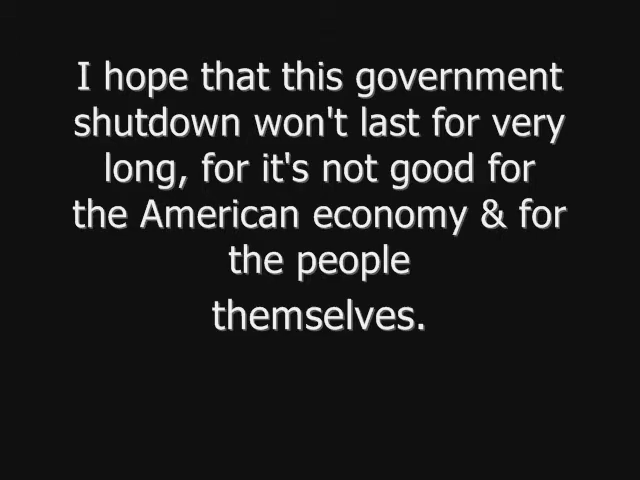 I hope that this government
shutdown won't last for very
long, for it's not good for
the American economy & for
the people
themselves.